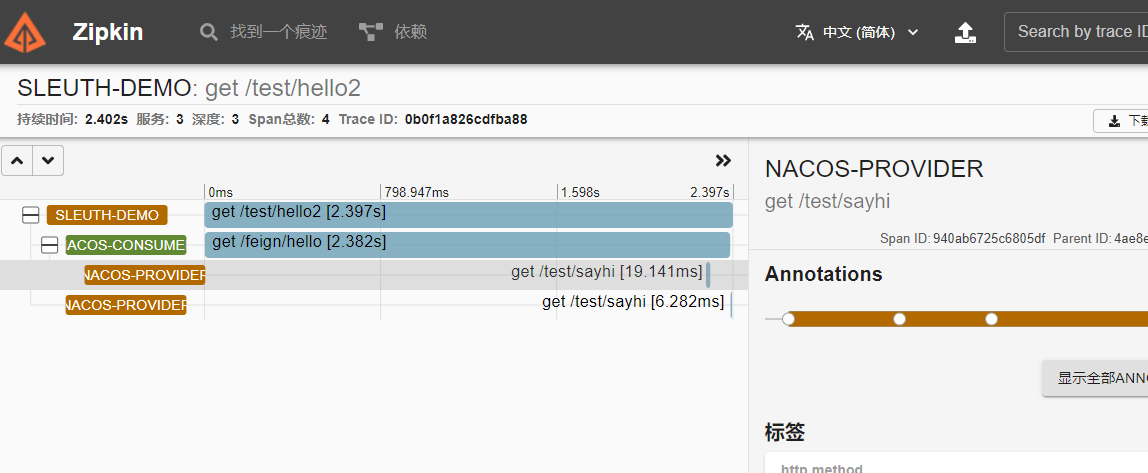 Zipkin
找到一个痕迹
依赖
中文 (简体)
Search by trace ID
SLEUTH-DEMO: get /test/hello2
持续时间: 2.402s 服务: 3 深度: 3 Span总数: 4 Trace ID: 0b0f1a826cdfba88
下载
0ms 798.947ms 1.598s 2.397s
SLEUTH-DEMO get /test/hello2 [2.397s]
ACOS-CONSUME get /feign/hello [2.382s]
NACOS-PROVIDER get /test/sayhi [19.141ms]
NACOS-PROVIDER get /test/sayhi [6.282ms]
NACOS-PROVIDER
get /test/sayhi
Span ID: 940ab6725c6805df Parent ID: 4ae8e
Annotations
显示全部ANN
标签
http.method